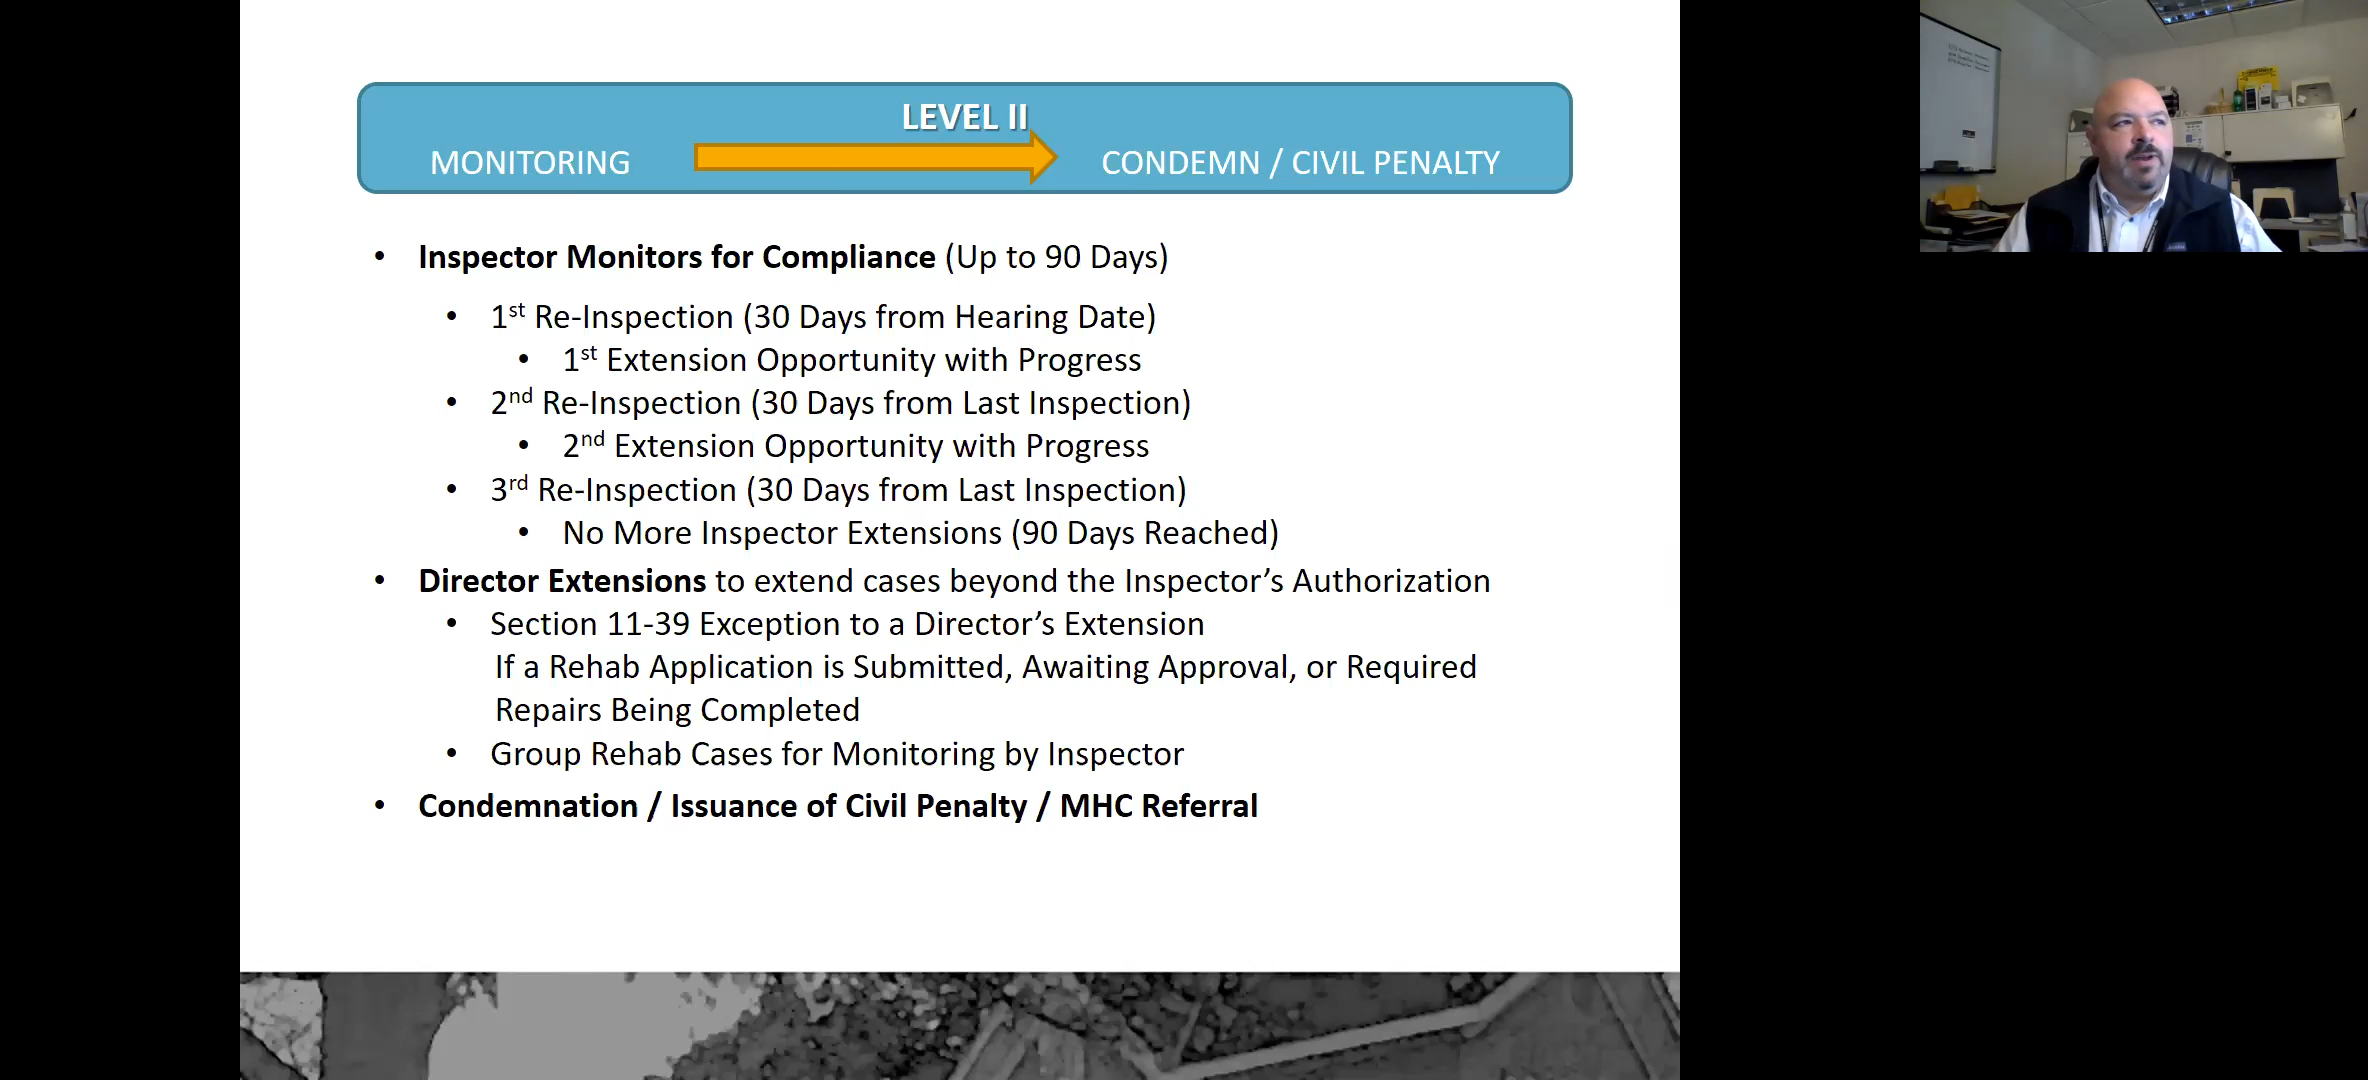 LEVEL II
MONITORING CONDEMN / CIVIL PENALTY
• Inspector Monitors for Compliance (Up to 90 Days)
• 1st Re-Inspection (30 Days from Hearing Date)
• 1st Extension Opportunity with Progress
• 2nd Re-Inspection (30 Days from Last Inspection)
• 2nd Extension Opportunity with Progress
• 3rd Re-Inspection (30 Days from Last Inspection)
• No More Inspector Extensions (90 Days Reached)
• Director Extensions to extend cases beyond the Inspector’s Authorization
• Section 11-39 Exception to a Director’s Extension
If a Rehab Application is Submitted, Awaiting Approval, or Required
Repairs Being Completed
• Group Rehab Cases for Monitoring by Inspector
• Condemnation / Issuance of Civil Penalty / MHC Referral